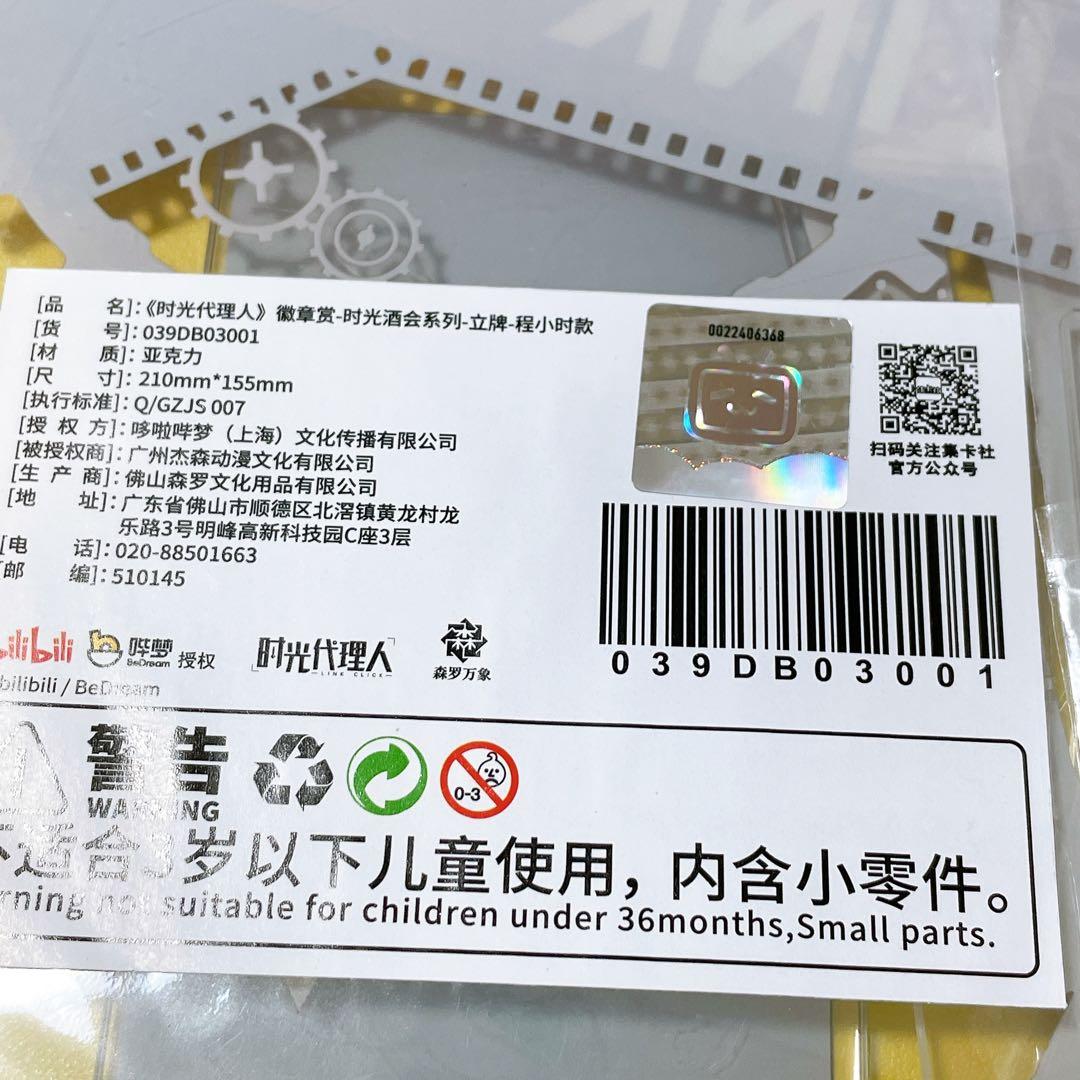 INK
[品 名]:《时光代理人》徽章赏-时光酒会系列-立牌-程小时款
[货 号]:039DB03001
[材 质]:亚克力
[尺 寸]:210mm*155mm
[执行标准]:Q/GZJS 007
[授 权 方]:哆啦哔梦（上海）文化传播有限公司
[被授权商]:广州杰森动漫文化有限公司
[生 产 商]:佛山森罗文化用品有限公司
[地 址]:广东省佛山市顺德区北滘镇黄龙村龙
乐路3号明峰高新科技园C座3层
[电 话]:020-88501663
[邮 编]:510145
0022406368
扫码关注集卡社
官方公众号
039DB03001
bilibili
哔梦
BeDream
授权
时光代理人
LINK CLICK
森罗万象
bilibili / BeDream
警告
WARNING
0-3
不适合3岁以下儿童使用，内含小零件。
rning not suitable for children under 36months,Small parts.